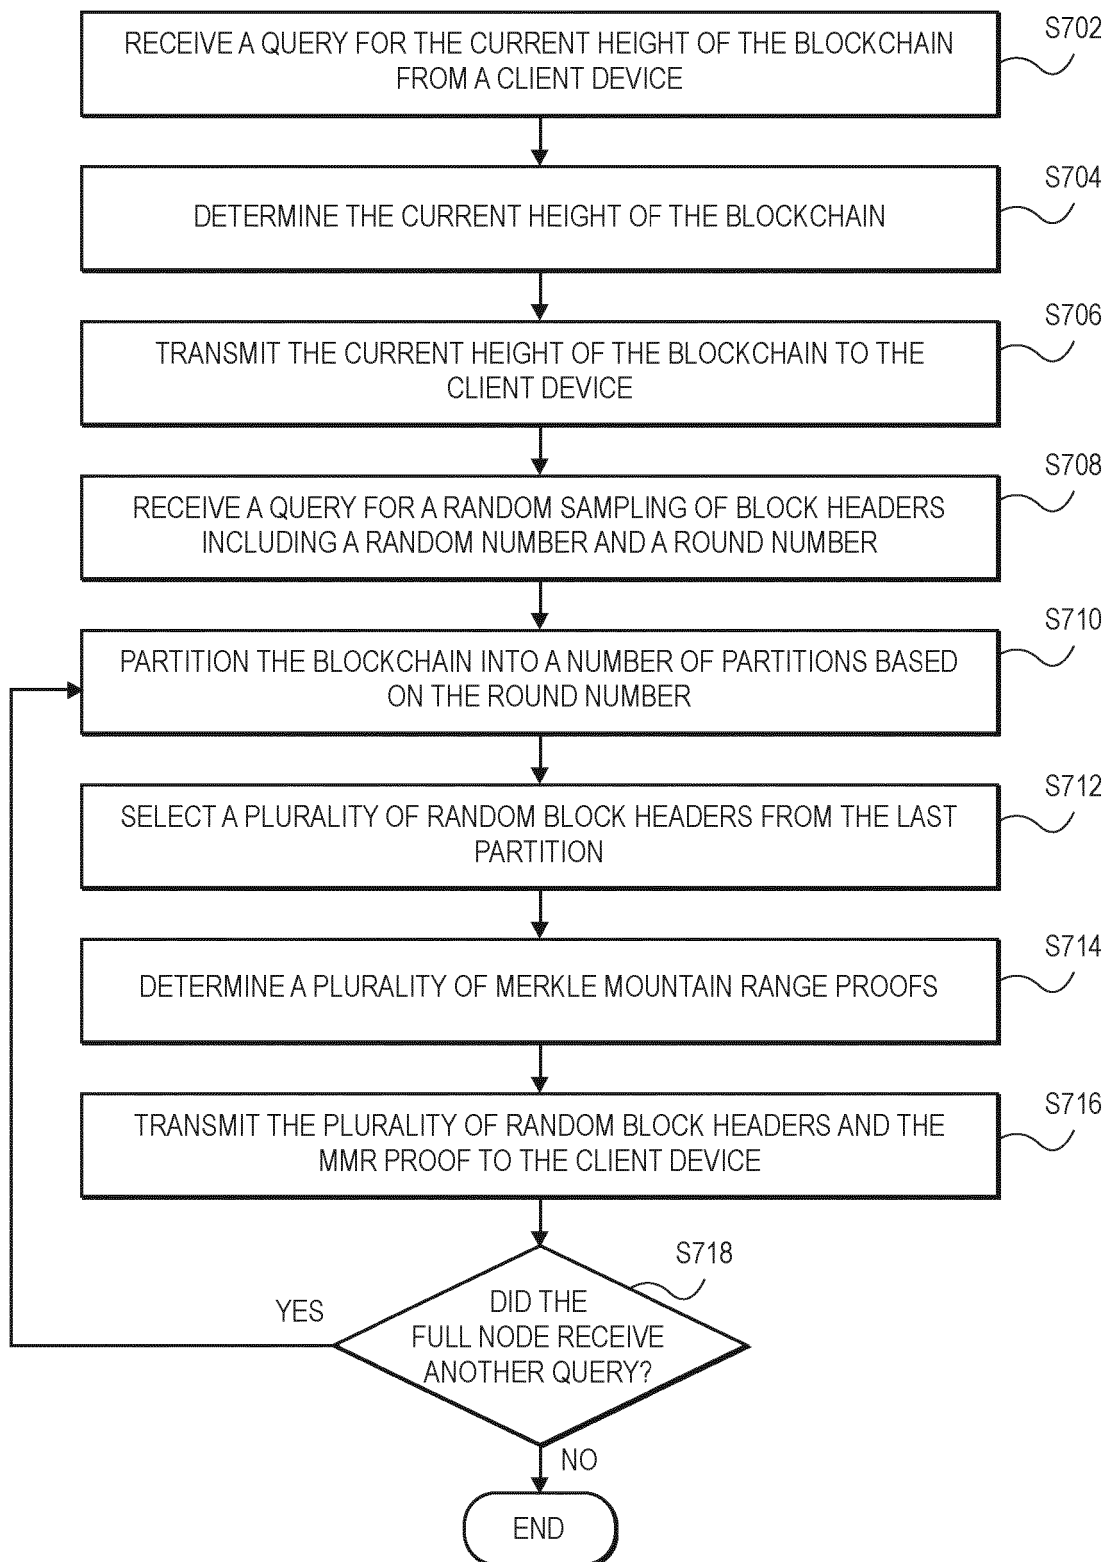 RECEIVE A QUERY FOR THE CURRENT HEIGHT OF THE BLOCKCHAIN
FROM A CLIENT DEVICE
S702
DETERMINE THE CURRENT HEIGHT OF THE BLOCKCHAIN
S704
TRANSMIT THE CURRENT HEIGHT OF THE BLOCKCHAIN TO THE
CLIENT DEVICE
S706
RECEIVE A QUERY FOR A RANDOM SAMPLING OF BLOCK HEADERS
INCLUDING A RANDOM NUMBER AND A ROUND NUMBER
S708
PARTITION THE BLOCKCHAIN INTO A NUMBER OF PARTITIONS BASED
ON THE ROUND NUMBER
S710
SELECT A PLURALITY OF RANDOM BLOCK HEADERS FROM THE LAST
PARTITION
S712
DETERMINE A PLURALITY OF MERKLE MOUNTAIN RANGE PROOFS
S714
TRANSMIT THE PLURALITY OF RANDOM BLOCK HEADERS AND THE
MMR PROOF TO THE CLIENT DEVICE
S716
S718
YES
DID THE
FULL NODE RECEIVE
ANOTHER QUERY?
NO
END